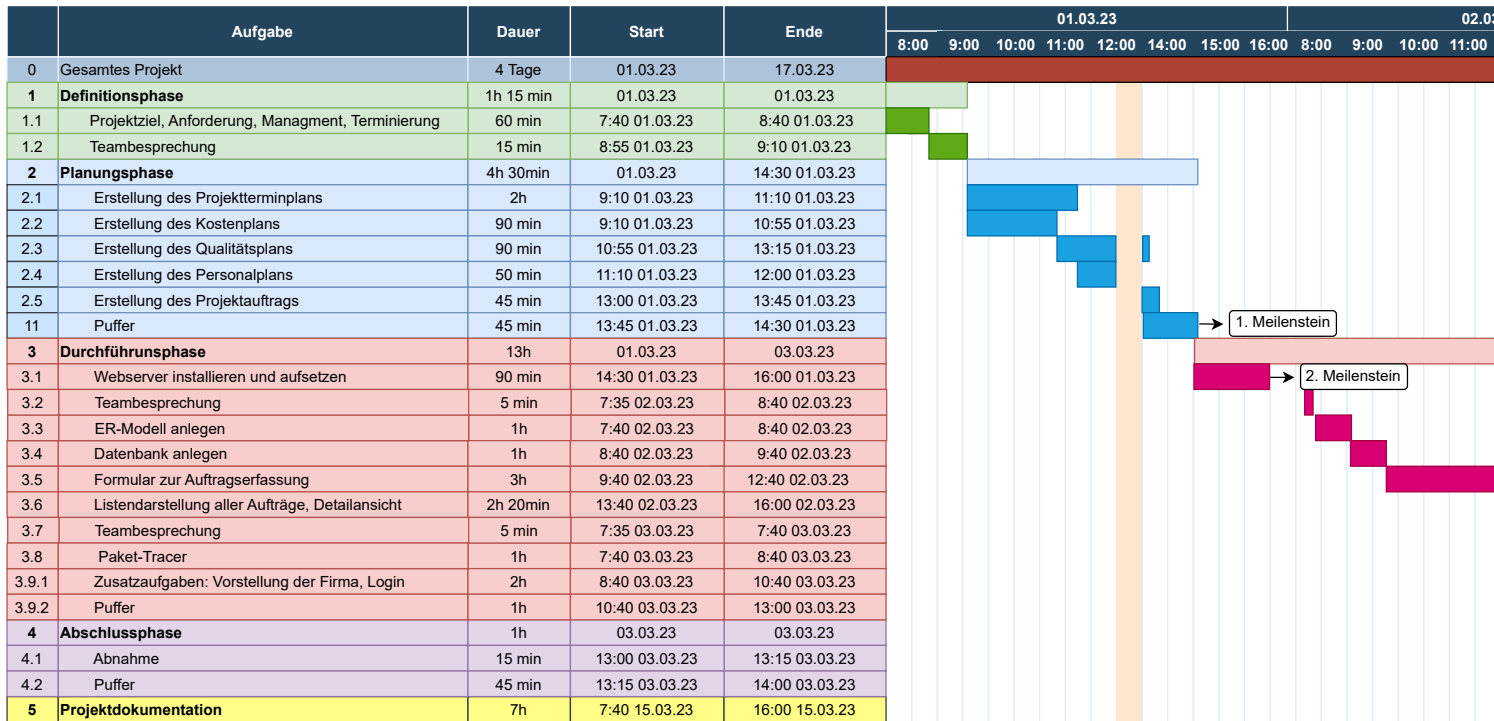 Aufgabe Dauer Start Ende 01.03.23 02.03
8:00 9:00 10:00 11:00 12:00 14:00 15:00 16:00 8:00 9:00 10:00 11:00
0 Gesamtes Projekt 4 Tage 01.03.23 17.03.23
1 Definitionsphase 1h 15 min 01.03.23 01.03.23
1.1 Projektziel, Anforderung, Managment, Terminierung 60 min 7:40 01.03.23 8:40 01.03.23
1.2 Teambesprechung 15 min 8:55 01.03.23 9:10 01.03.23
2 Planungsphase 4h 30min 01.03.23 14:30 01.03.23
2.1 Erstellung des Projektterminplans 2h 9:10 01.03.23 11:10 01.03.23
2.2 Erstellung des Kostenplans 90 min 9:10 01.03.23 10:55 01.03.23
2.3 Erstellung des Qualitätsplans 90 min 10:55 01.03.23 13:15 01.03.23
2.4 Erstellung des Personalplans 50 min 11:10 01.03.23 12:00 01.03.23
2.5 Erstellung des Projektauftrags 45 min 13:00 01.03.23 13:45 01.03.23
11 Puffer 45 min 13:45 01.03.23 14:30 01.03.23 1. Meilenstein
3 Durchführunsphase 13h 01.03.23 03.03.23
3.1 Webserver installieren und aufsetzen 90 min 14:30 01.03.23 16:00 01.03.23 2. Meilenstein
3.2 Teambesprechung 5 min 7:35 02.03.23 8:40 02.03.23
3.3 ER-Modell anlegen 1h 7:40 02.03.23 8:40 02.03.23
3.4 Datenbank anlegen 1h 8:40 02.03.23 9:40 02.03.23
3.5 Formular zur Auftragserfassung 3h 9:40 02.03.23 12:40 02.03.23
3.6 Listendarstellung aller Aufträge, Detailansicht 2h 20min 13:40 02.03.23 16:00 02.03.23
3.7 Teambesprechung 5 min 7:35 03.03.23 7:40 03.03.23
3.8 Paket-Tracer 1h 7:40 03.03.23 8:40 03.03.23
3.9.1 Zusatzaufgaben: Vorstellung der Firma, Login 2h 8:40 03.03.23 10:40 03.03.23
3.9.2 Puffer 1h 10:40 03.03.23 13:00 03.03.23
4 Abschlussphase 1h 03.03.23 03.03.23
4.1 Abnahme 15 min 13:00 03.03.23 13:15 03.03.23
4.2 Puffer 45 min 13:15 03.03.23 14:00 03.03.23
5 Projektdokumentation 7h 7:40 15.03.23 16:00 15.03.23